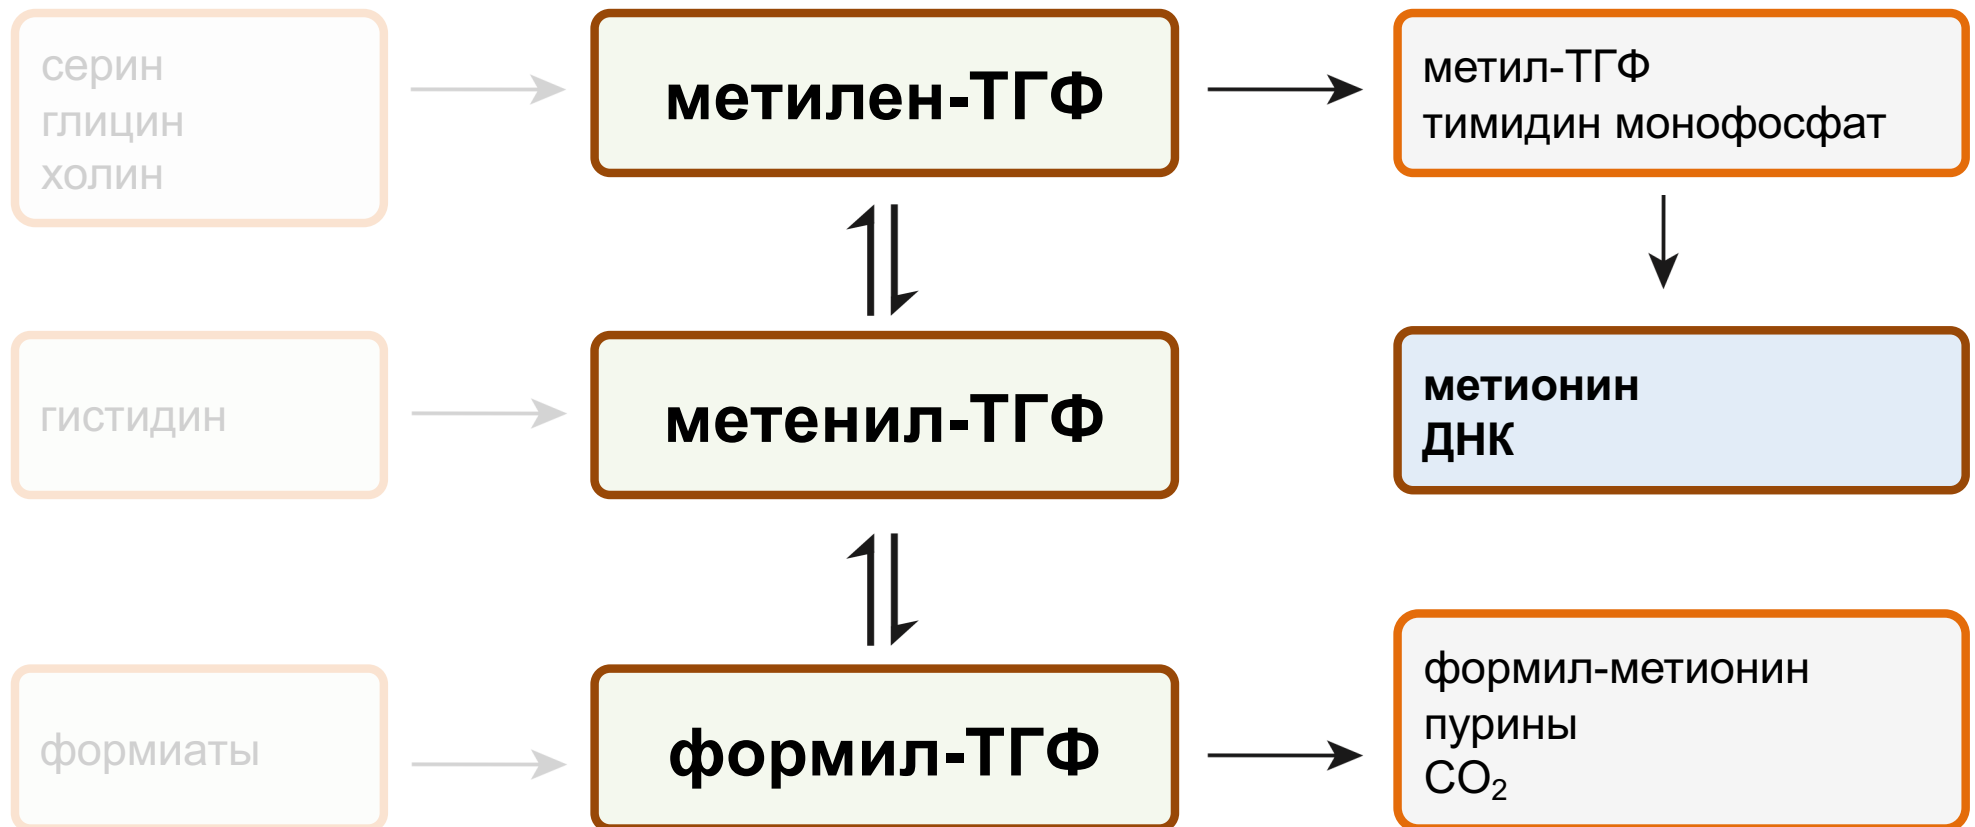 серин
глицин
холин
метилен-ТГФ
метил-ТГФ
тимидин монофосфат
гистидин
метенил-ТГФ
метионин
ДНК
формиаты
формил-ТГФ
формил-метионин
пурины
CO₂